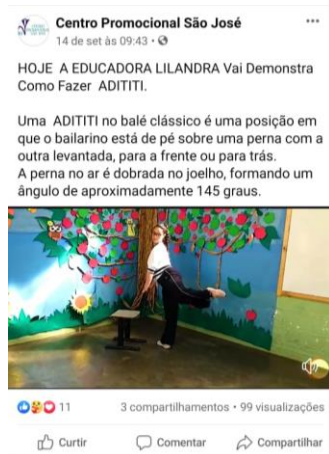 Centro Promocional São José
14 de set às 09:43 ·
HOJE A EDUCADORA LILANDRA Vai Demonstra
Como Fazer ADITITI.
Uma ADITITI no balé clássico é uma posição em
que o bailarino está de pé sobre uma perna com a
outra levantada, para a frente ou para trás.
A perna no ar é dobrada no joelho, formando um
ângulo de aproximadamente 145 graus.
11
3 compartilhamentos • 99 visualizações
Curtir
Comentar
Compartilhar